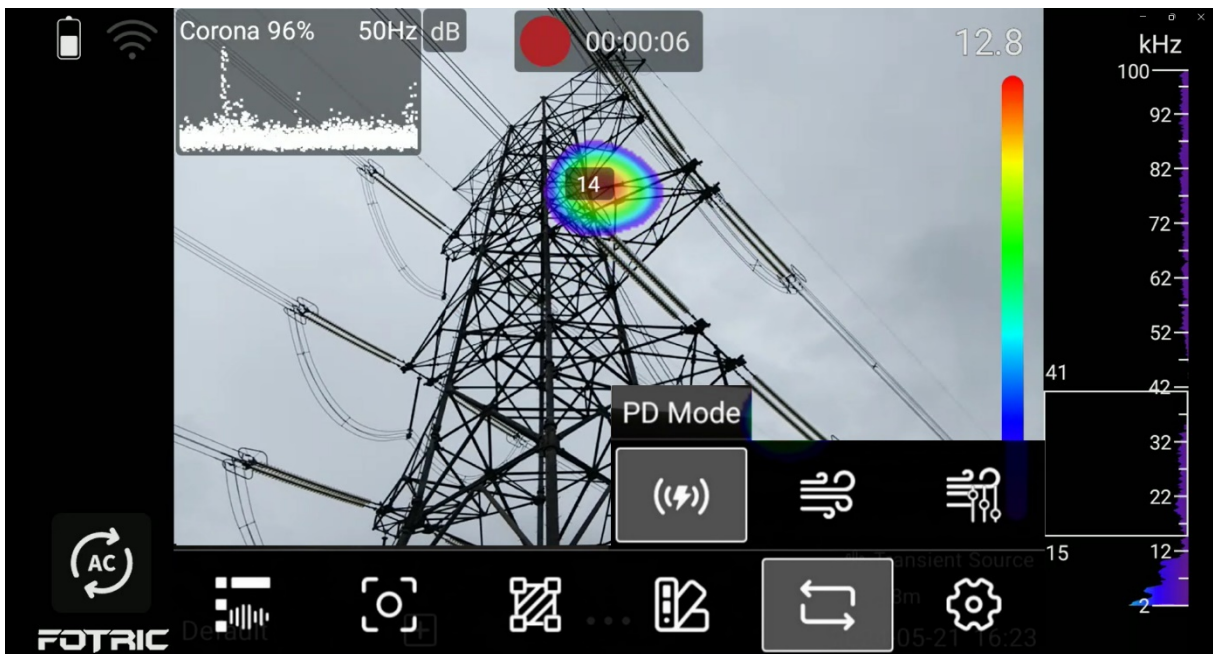 Corona 96% 50Hz dB
00:00:06
12.8
kHz
100
92
82
14
72
62
52
41
42
PD Mode
32
22
15
12
AC
Transient Source
2
Default
05-21 16:23
FOTRIC